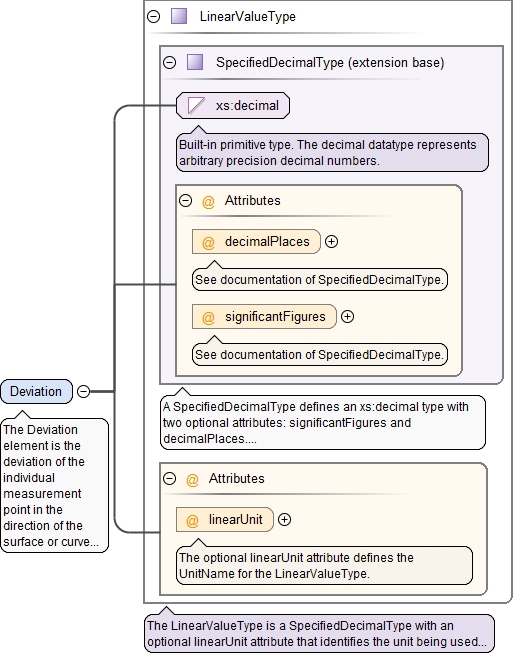 LinearValueType
SpecifiedDecimalType (extension base)
xs:decimal
Built-in primitive type. The decimal datatype represents
arbitrary precision decimal numbers.
@ Attributes
@ decimalPlaces
See documentation of SpecifiedDecimalType.
@ significantFigures
See documentation of SpecifiedDecimalType.
A SpecifiedDecimalType defines an xs:decimal type with
two optional attributes: significantFigures and
decimalPlaces....
Deviation
The Deviation
element is the
deviation of the
individual
measurement
point in the
direction of the
surface or curve...
@ Attributes
@ linearUnit
The optional linearUnit attribute defines the
UnitName for the LinearValueType.
The LinearValueType is a SpecifiedDecimalType with an
optional linearUnit attribute that identifies the unit being used...